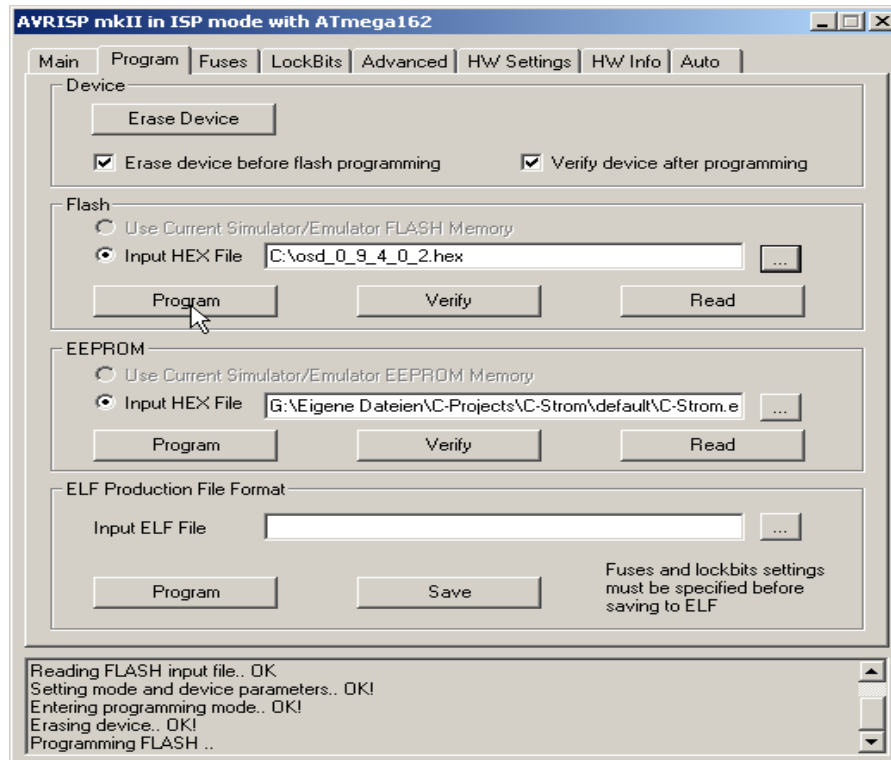 AVRISP mkII in ISP mode with ATmega162
Main Program Fuses LockBits Advanced HW Settings HW Info Auto
Device
Erase Device
Erase device before flash programming Verify device after programming
Flash
Use Current Simulator/Emulator FLASH Memory
Input HEX File C:\osd_0_9_4_0_2.hex ...
Program Verify Read
EEPROM
Use Current Simulator/Emulator EEPROM Memory
Input HEX File G:\Eigene Dateien\C-Projects\C-Strom\default\C-Strom.e ...
Program Verify Read
ELF Production File Format
Input ELF File ...
Program Save Fuses and lockbits settings
must be specified before
saving to ELF
Reading FLASH input file.. OK
Setting mode and device parameters.. OK!
Entering programming mode.. OK!
Erasing device.. OK!
Programming FLASH ..